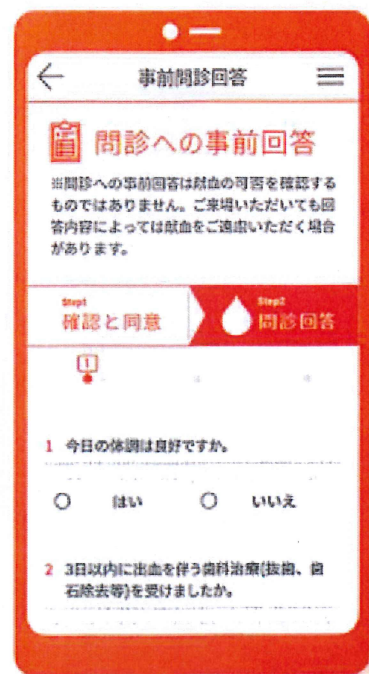 事前問診回答
問診への事前回答
※問診への事前回答は献血の可否を確認する
ものではありません。ご来場いただいても回
答内容によっては献血をご遠慮いただく場合
があります。
Step1
確認と同意
Step2
問診回答
1
1 今日の体調は良好ですか。
はい いいえ
2 3日以内に出血を伴う歯科治療(抜歯、歯
石除去等)を受けましたか。